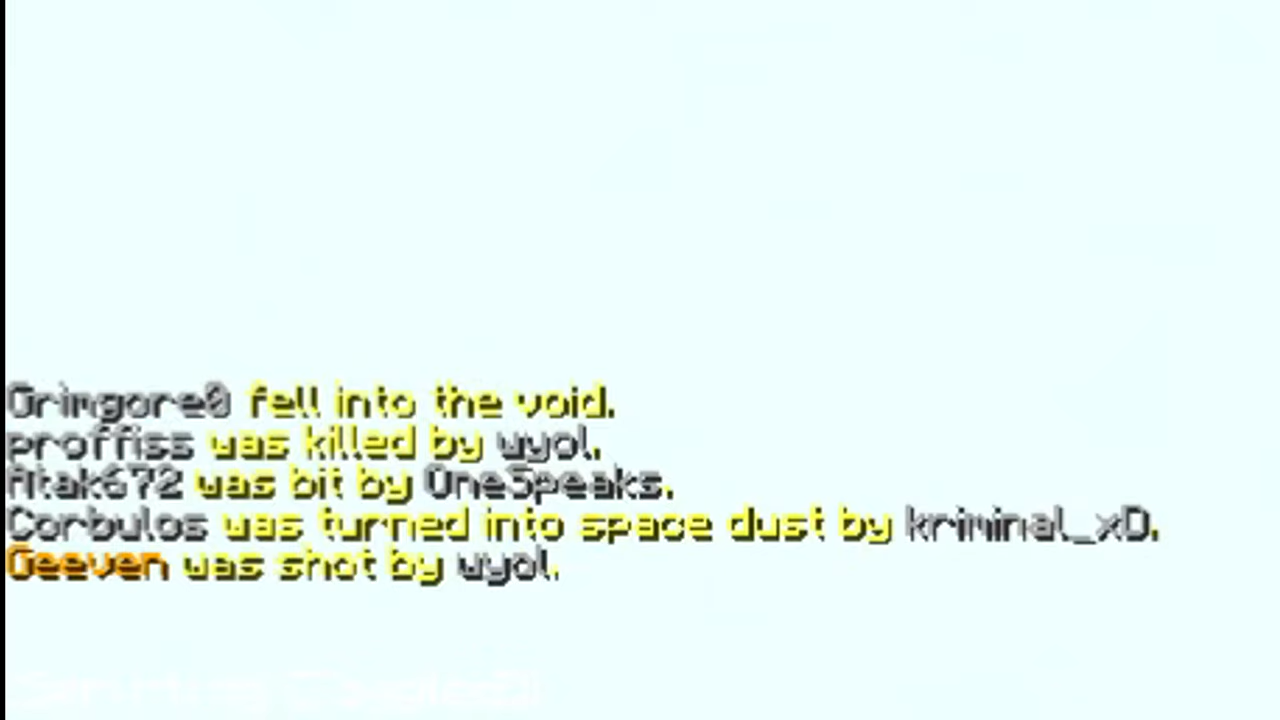 Grimgore0 fell into the void.
proffiss was killed by wyol.
Atak672 was bit by OneSpeaks.
Corbulos was turned into space dust by kriminal_xD.
Geeven was shot by wyol.